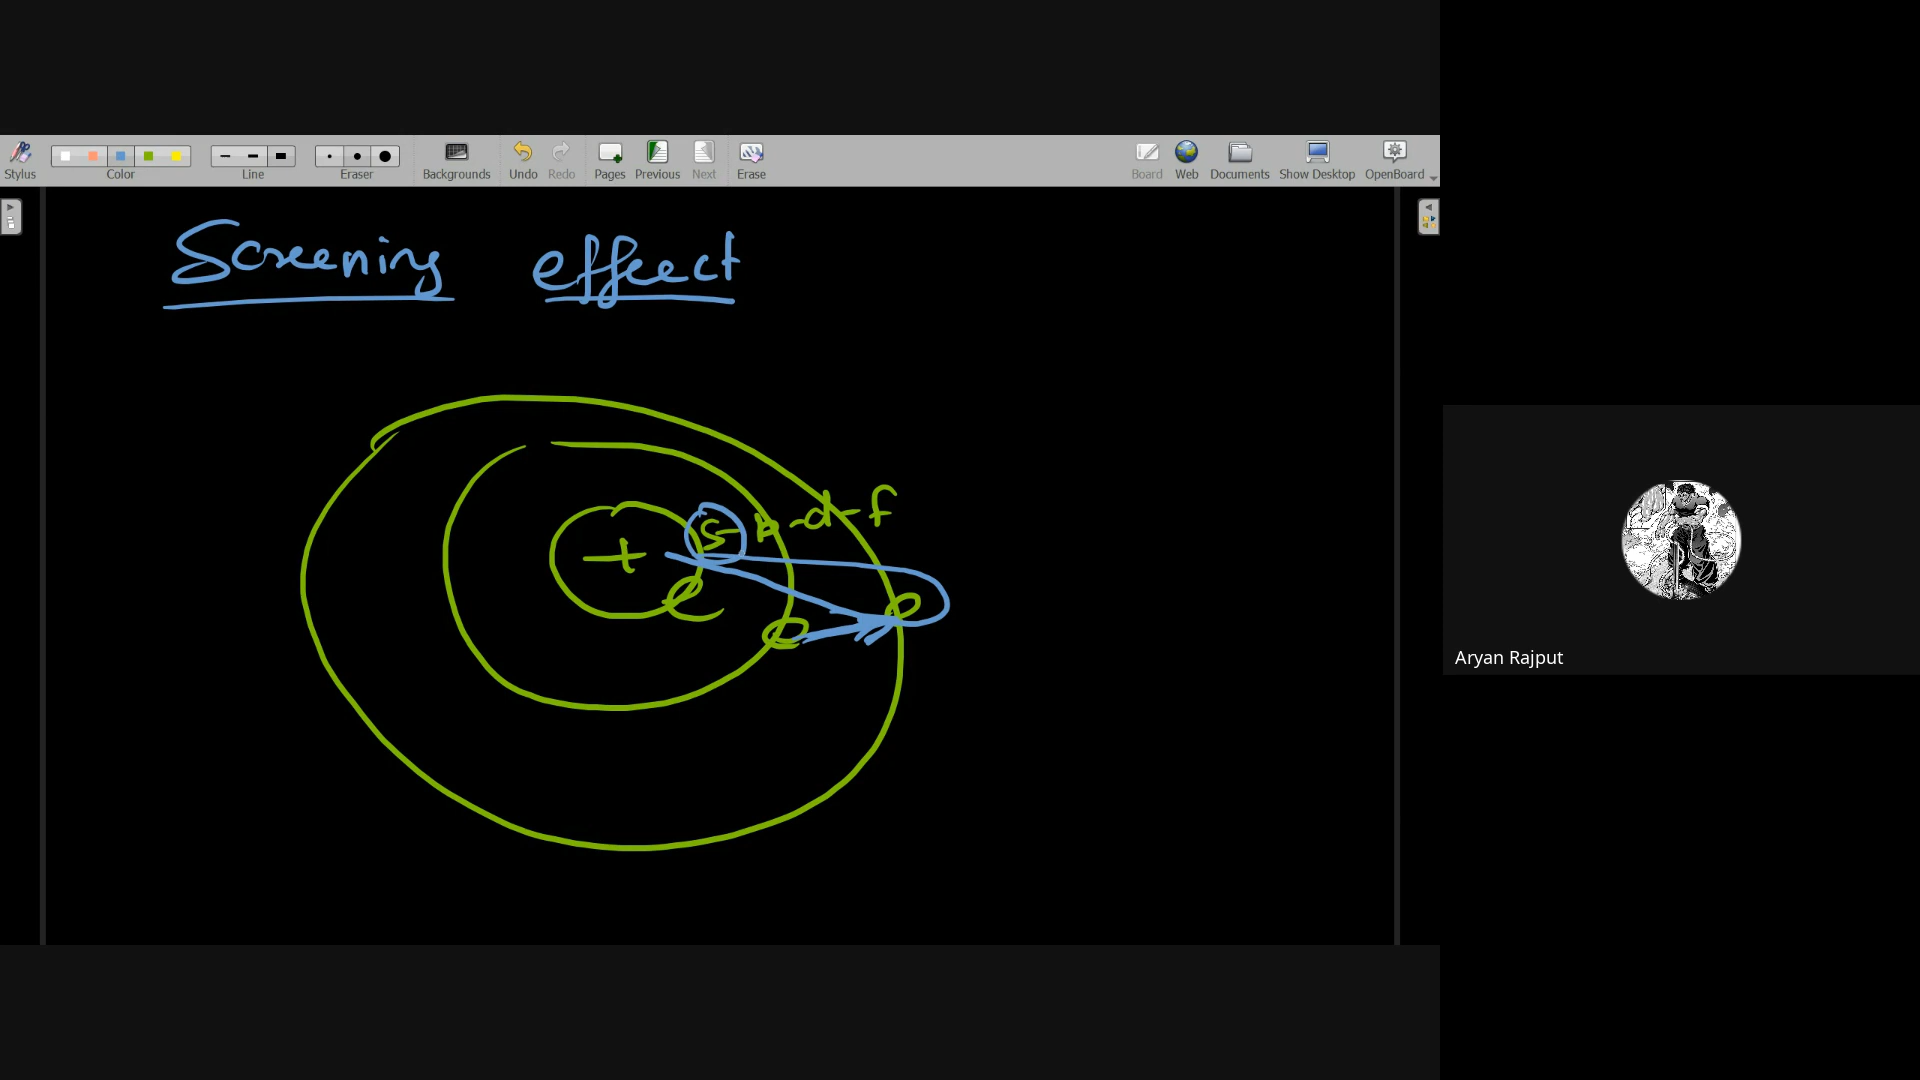 Stylus
Color
Line
Eraser
Backgrounds
Undo
Redo
Pages
Previous
Next
Erase
Board
Web
Documents
Show Desktop
OpenBoard
Screening effeect
+
s-p-d-f
Aryan Rajput